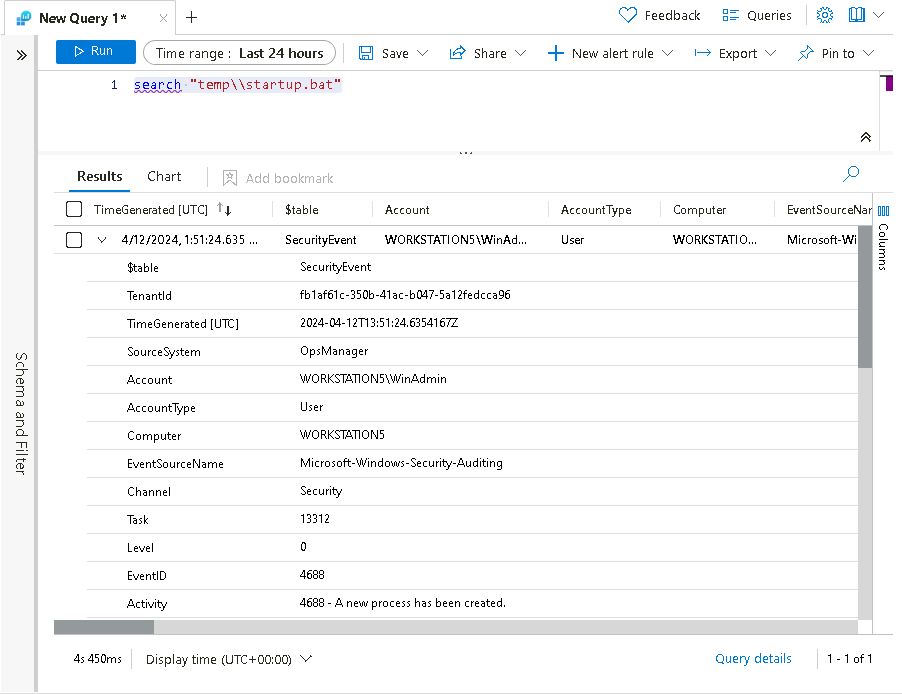 New Query 1*
Feedback
Queries
Run
Time range : Last 24 hours
Save
Share
New alert rule
Export
Pin to
1 search "temp\\startup.bat"
Results
Chart
Add bookmark
TimeGenerated [UTC] $table Account AccountType Computer EventSourceNar
4/12/2024, 1:51:24.635 ... SecurityEvent WORKSTATION5\WinAd... User WORKSTATIO... Microsoft-Wi
$table SecurityEvent
TenantId fb1af61c-350b-41ac-b047-5a12fedcca96
TimeGenerated [UTC] 2024-04-12T13:51:24.6354167Z
SourceSystem OpsManager
Account WORKSTATION5\WinAdmin
AccountType User
Computer WORKSTATION5
EventSourceName Microsoft-Windows-Security-Auditing
Channel Security
Task 13312
Level 0
EventID 4688
Activity 4688 - A new process has been created.
Columns
Schema and Filter
4s 450ms
Display time (UTC+00:00)
Query details
1 - 1 of 1